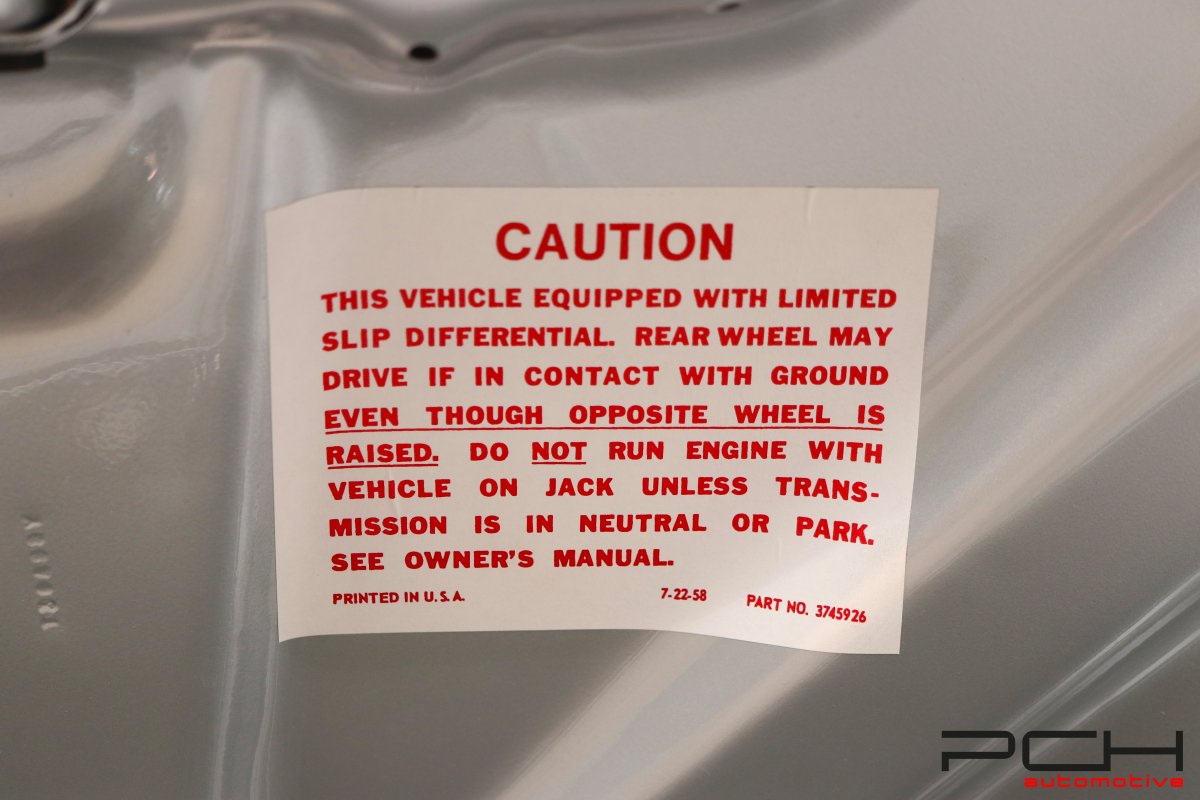 CAUTION
THIS VEHICLE EQUIPPED WITH LIMITED
SLIP DIFFERENTIAL. REAR WHEEL MAY
DRIVE IF IN CONTACT WITH GROUND
EVEN THOUGH OPPOSITE WHEEL IS
RAISED. DO NOT RUN ENGINE WITH
VEHICLE ON JACK UNLESS TRANS-
MISSION IS IN NEUTRAL OR PARK.
SEE OWNER'S MANUAL.
PRINTED IN U.S.A. 7-22-58 PART NO. 3745926
PCH
automotive